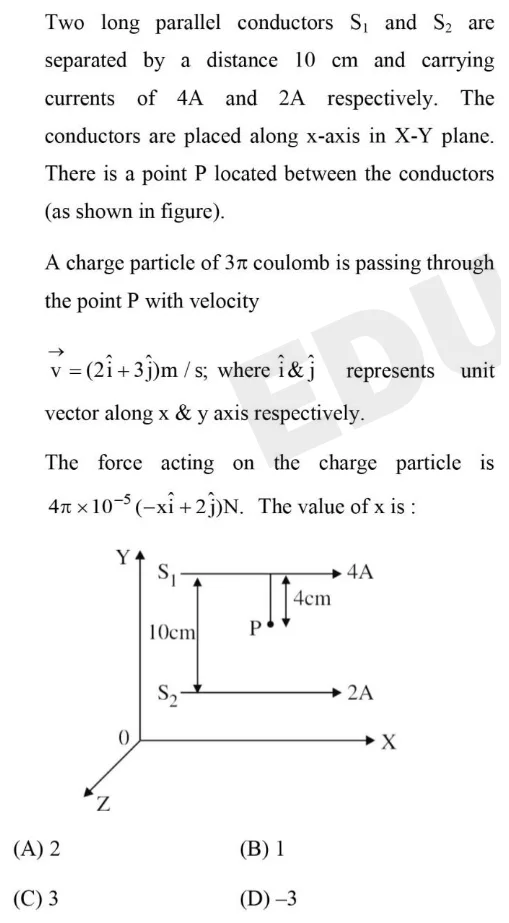 Two long parallel conductors S₁ and S₂ are
separated by a distance 10 cm and carrying
currents of 4A and 2A respectively. The
conductors are placed along x-axis in X-Y plane.
There is a point P located between the conductors
(as shown in figure).
A charge particle of 3π coulomb is passing through
the point P with velocity
v⃗ = (2î + 3ĵ)m / s; where î & ĵ represents unit
vector along x & y axis respectively.
The force acting on the charge particle is
4π × 10⁻⁵ (−xî + 2ĵ)N. The value of x is :
Y
S₁
4A
4cm
10cm
P
S₂
2A
0
X
Z
(A) 2 (B) 1
(C) 3 (D) –3
EDU